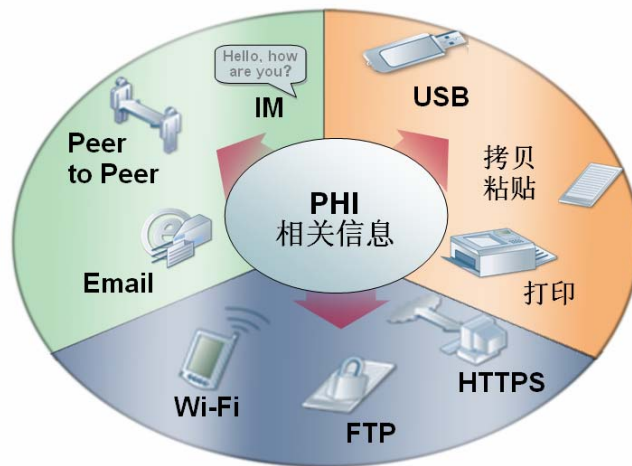 Hello, how
are you?
IM
Peer
to Peer
Email
USB
拷贝
粘贴
打印
PHI
相关信息
Wi-Fi
FTP
HTTPS